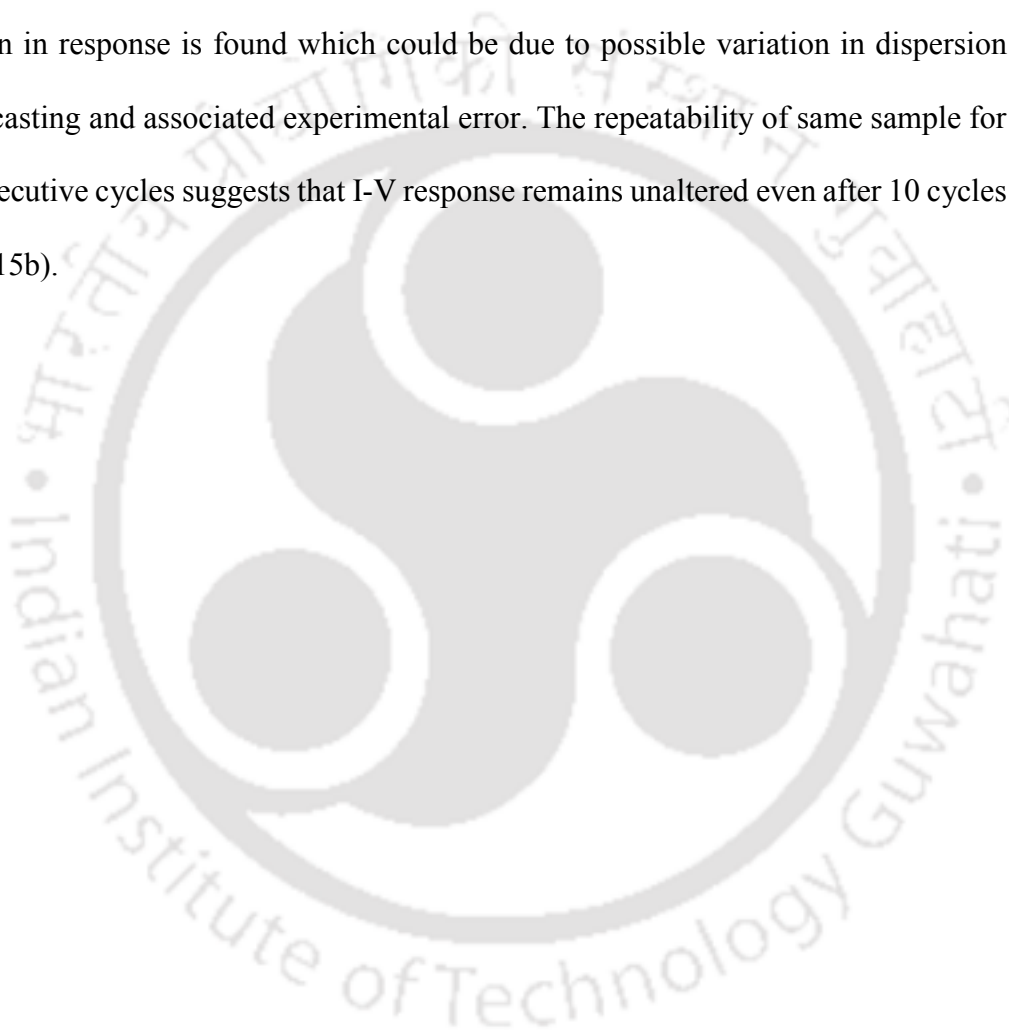 n in response is found which could be due to possible variation in dispersion
casting and associated experimental error. The repeatability of same sample for
ecutive cycles suggests that I-V response remains unaltered even after 10 cycles
15b).
भारतीय प्रौद्योगिकी संस्थान गुवाहाटी
Indian Institute of Technology Guwahati